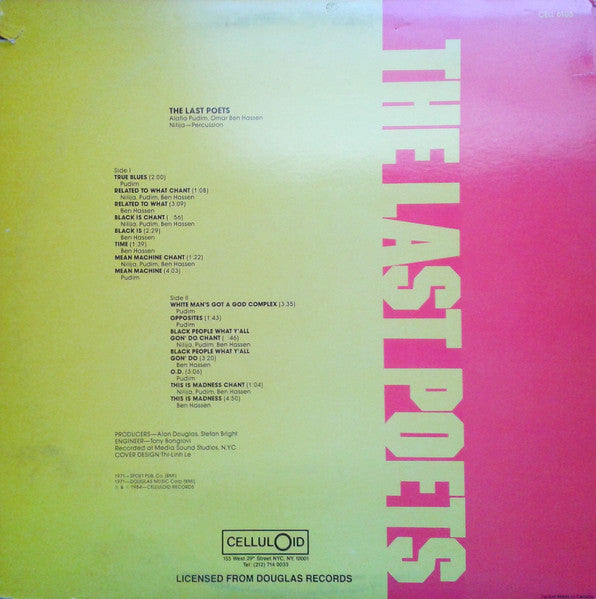 CELL 6105
THE LAST POETS
THE LAST POETS
Alafia Pudim, Omar Ben Hassen
Nilija—Percussion
Side I
TRUE BLUES (2:00)
Pudim
RELATED TO WHAT CHANT (1:08)
Nilija, Pudim, Ben Hassen
RELATED TO WHAT (3:09)
Ben Hassen
BLACK IS CHANT ( :56)
Nilija, Pudim, Ben Hassen
BLACK IS (2:29)
Ben Hassen
TIME (1:39)
Ben Hassen
MEAN MACHINE CHANT (1:22)
Nilija, Pudim, Ben Hassen
MEAN MACHINE (4:03)
Pudim
Side II
WHITE MAN'S GOT A GOD COMPLEX (3:35)
Pudim
OPPOSITES (1:43)
Pudim
BLACK PEOPLE WHAT Y'ALL
GON' DO CHANT ( :46)
Nilija, Pudim, Ben Hassen
BLACK PEOPLE WHAT Y'ALL
GON' DO (3:20)
Ben Hassen
O.D. (3:06)
Pudim
THIS IS MADNESS CHANT (1:04)
Nilija, Pudim, Ben Hassen
THIS IS MADNESS (4:50)
Ben Hassen
PRODUCERS—Alan Douglas, Stefan Bright
ENGINEER—Tony Bongiovi
Recorded at Media Sound Studios, N.Y.C.
COVER DESIGN: Thi-Linh Le
1971—SPOET PUB. Co. (BMI)
1971—DOUGLAS MUSIC Corp (BMI)
℗ & © 1984—CELLULOID RECORDS
CELLULOID
155 West 29th Street NYC, NY, 10001
Tel: (212) 714 0033
LICENSED FROM DOUGLAS RECORDS
Jacket Made in Canada